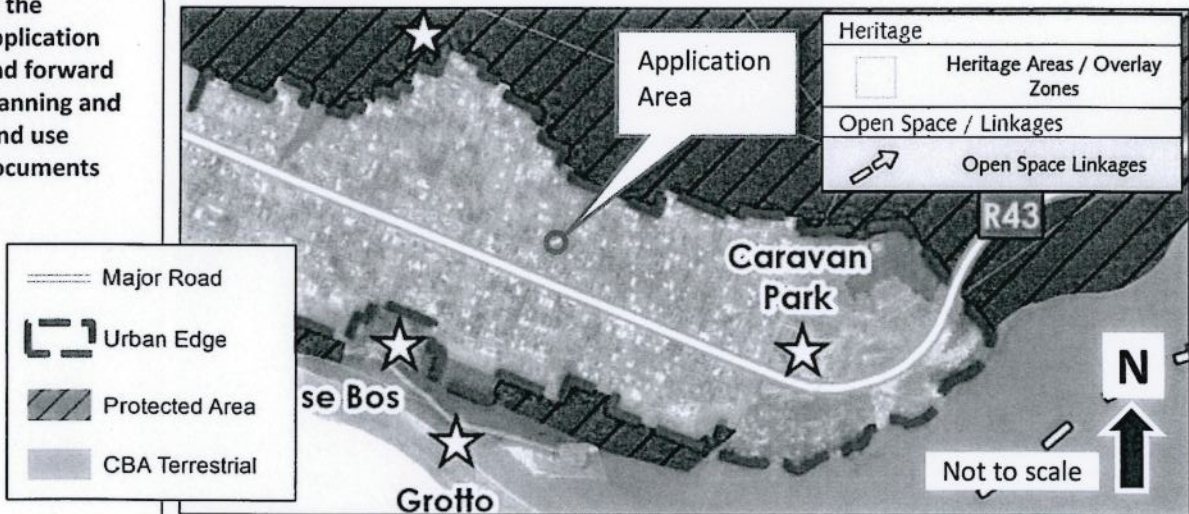 the
pplication
nd forward
anning and
nd use
ocuments
Application
Area
Heritage
Heritage Areas / Overlay
Zones
Open Space / Linkages
Open Space Linkages
R43
Caravan
Park
Major Road
Urban Edge
Protected Area
CBA Terrestrial
se Bos
Grotto
N
Not to scale